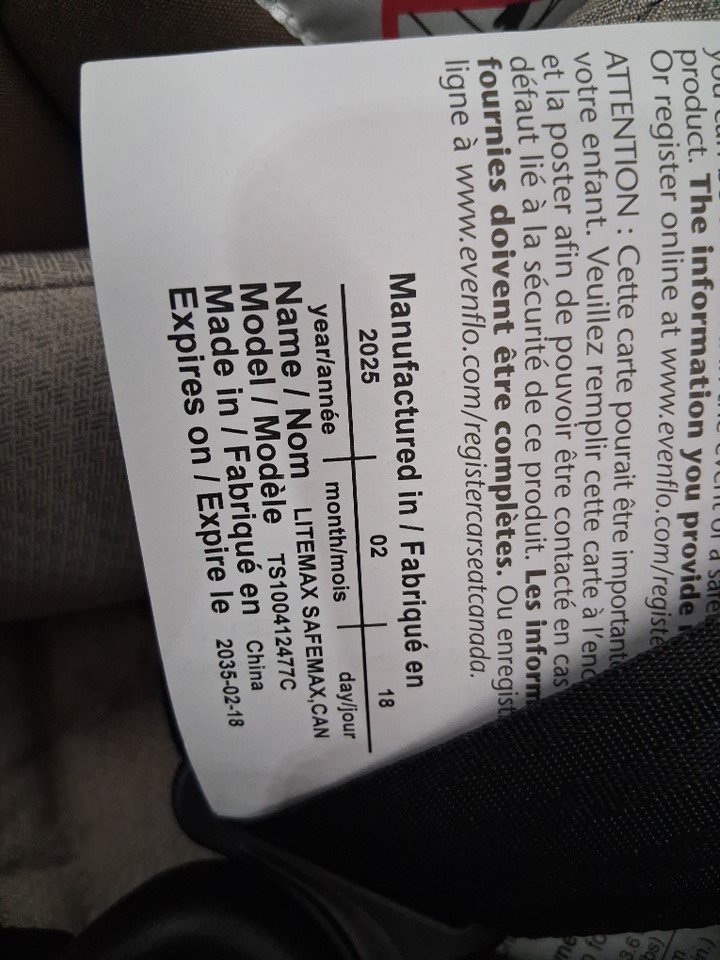 product. The information you provide
Or register online at www.evenflo.com/registe
ATTENTION : Cette carte pourait être importante
votre enfant. Veuillez remplir cette carte à l'end
et la poster afin de pouvoir être contacté en cas
défaut lié à la sécurité de ce produit. Les inform
fournies doivent être complètes. Ou enregist
ligne à www.evenflo.com/registercarseatcanada.
Manufactured in / Fabriqué en
2025 02 18
year/année month/mois day/jour
Name / Nom LITEMAX SAFEMAX,CAN
Model / Modèle TS100412477C
Made in / Fabriqué en China
Expires on / Expire le 2035-02-18